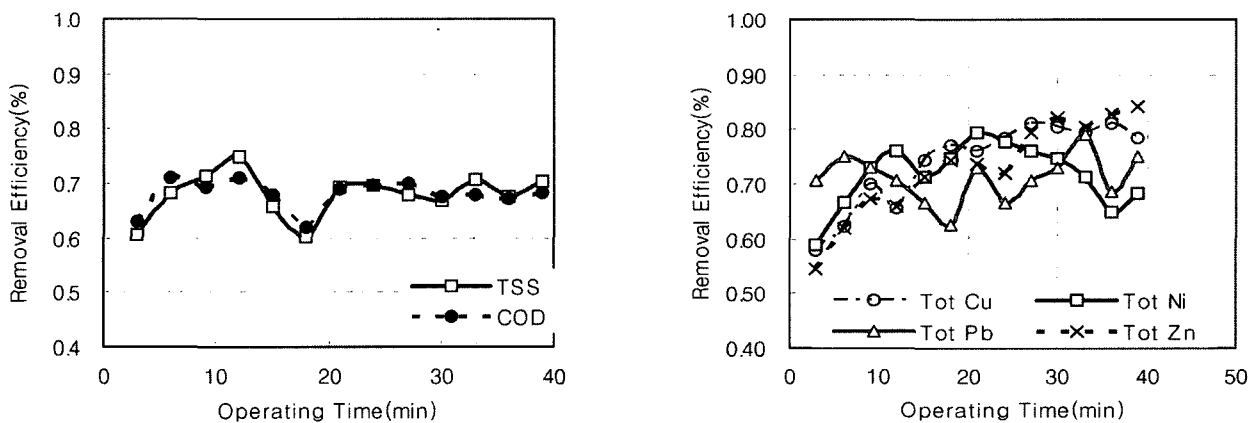 Removal Efficiency(%)
1.0
0.9
0.8
0.7
0.6
0.5
0.4
TSS
COD
0 10 20 30 40
Operating Time(min)
Removal Efficiency(%)
1.00
0.90
0.80
0.70
0.60
0.50
0.40
Tot Cu Tot Ni
Tot Pb Tot Zn
0 10 20 30 40 50
Operating Time(min)